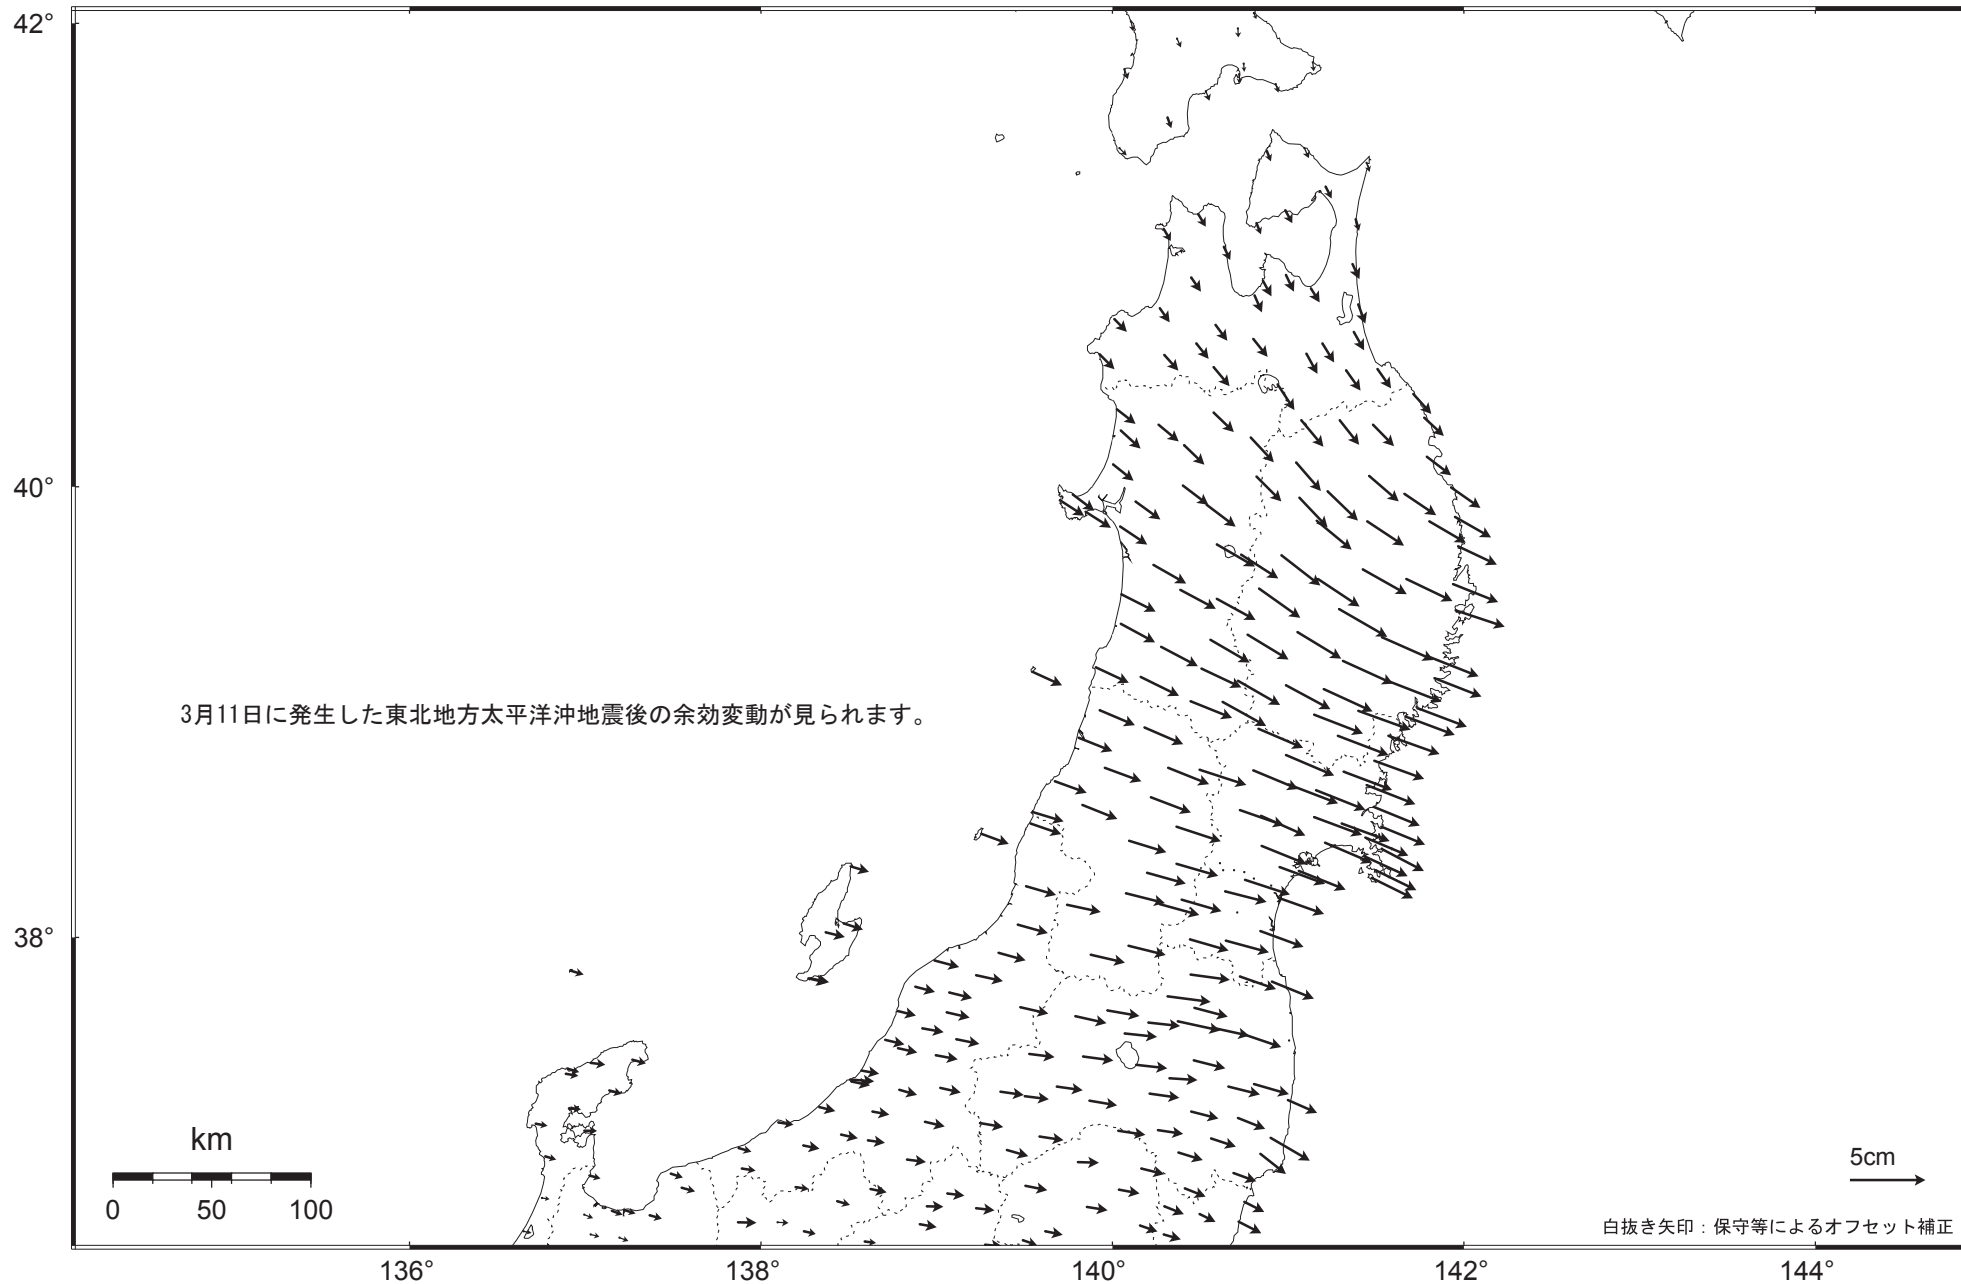 42°
40°
3月11日に発生した東北地方太平洋沖地震後の余効変動が見られます。
38°
km
0 50 100
5cm
白抜き矢印：保守等によるオフセット補正
136° 138° 140° 142° 144°